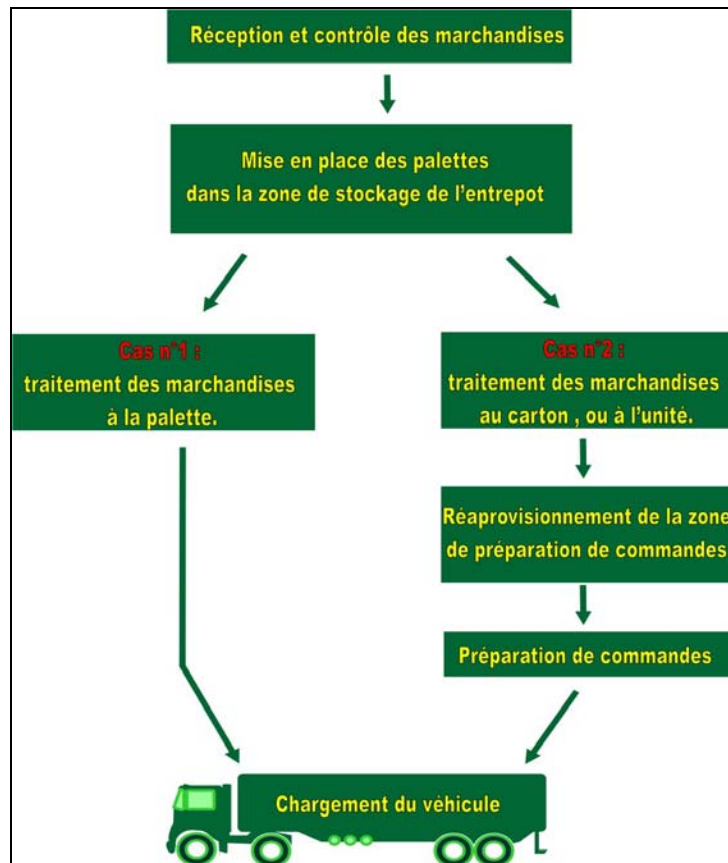 Réception et contrôle des marchandises
Mise en place des palettes
dans la zone de stockage de l'entrepot
Cas n°1 :
traitement des marchandises
à la palette.
Cas n°2 :
traitement des marchandises
au carton , ou à l'unité.
Réaprovisionnement de la zone
de préparation de commandes
Préparation de commandes
Chargement du véhicule